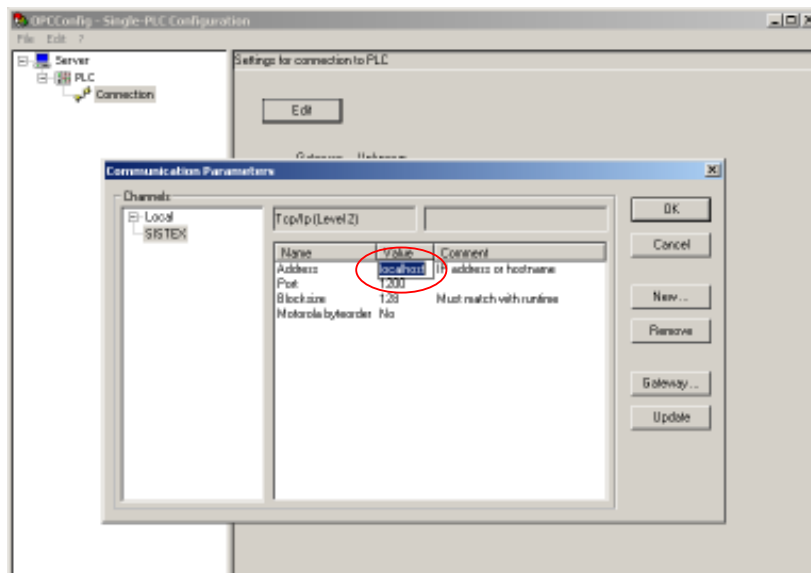 OPCConfig - Single-PLC Configuration
File Edit ?
Server
PLC
Connection
Settings for connection to PLC
Edit
Gateway Unknown
Communication Parameters
Channels
Local
SISTEX
Tcp/Ip (Level 2)
Name Value Comment
Address localhost IP address or hostname
Port 1200
Blocksize 128 Must match with runtime
Motorola byteorder No
OK
Cancel
New...
Remove
Gateway...
Update